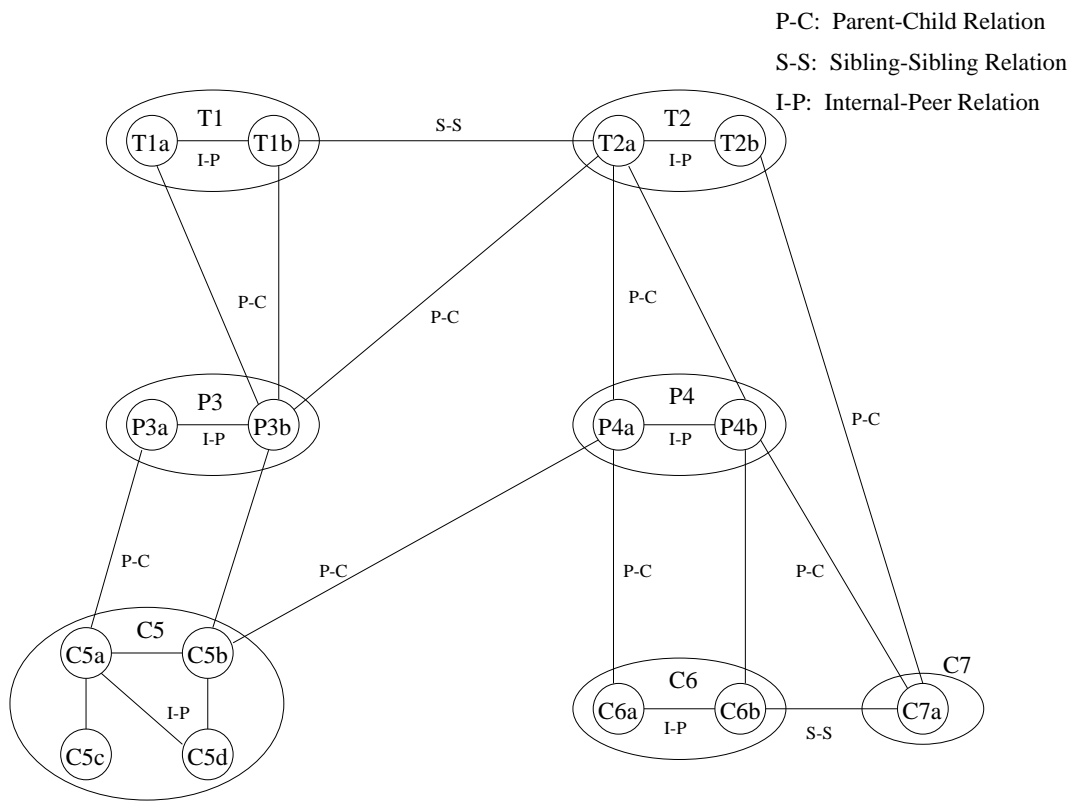 P-C: Parent-Child Relation
S-S: Sibling-Sibling Relation
I-P: Internal-Peer Relation
T1
T1a
T1b
I-P
S-S
T2
T2a
T2b
I-P
P-C
P-C
P-C
P-C
P3
P3a
P3b
I-P
P4
P4a
P4b
I-P
P-C
P-C
P-C
P-C
C5
C5a
C5b
I-P
C5c
C5d
C6
C6a
C6b
I-P
S-S
C7
C7a